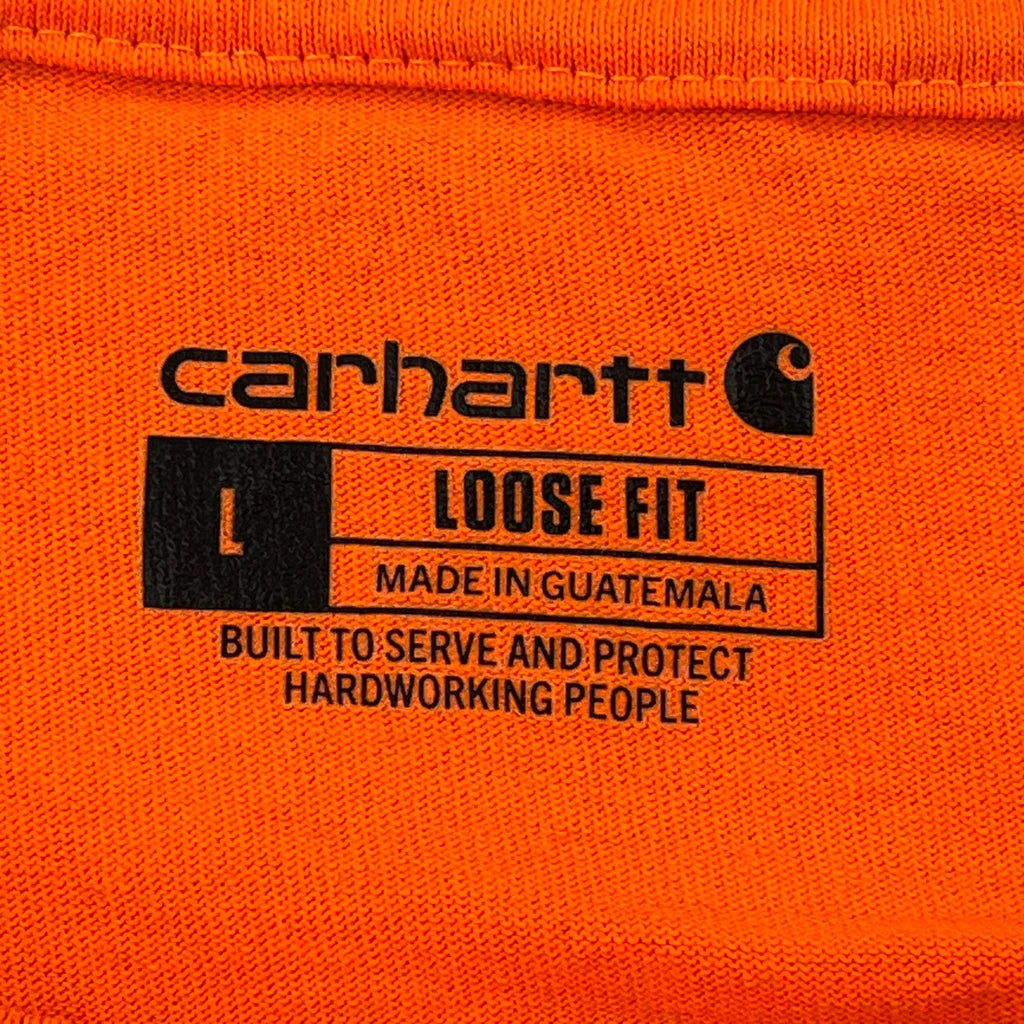 carhartt
L
LOOSE FIT
MADE IN GUATEMALA
BUILT TO SERVE AND PROTECT
HARDWORKING PEOPLE